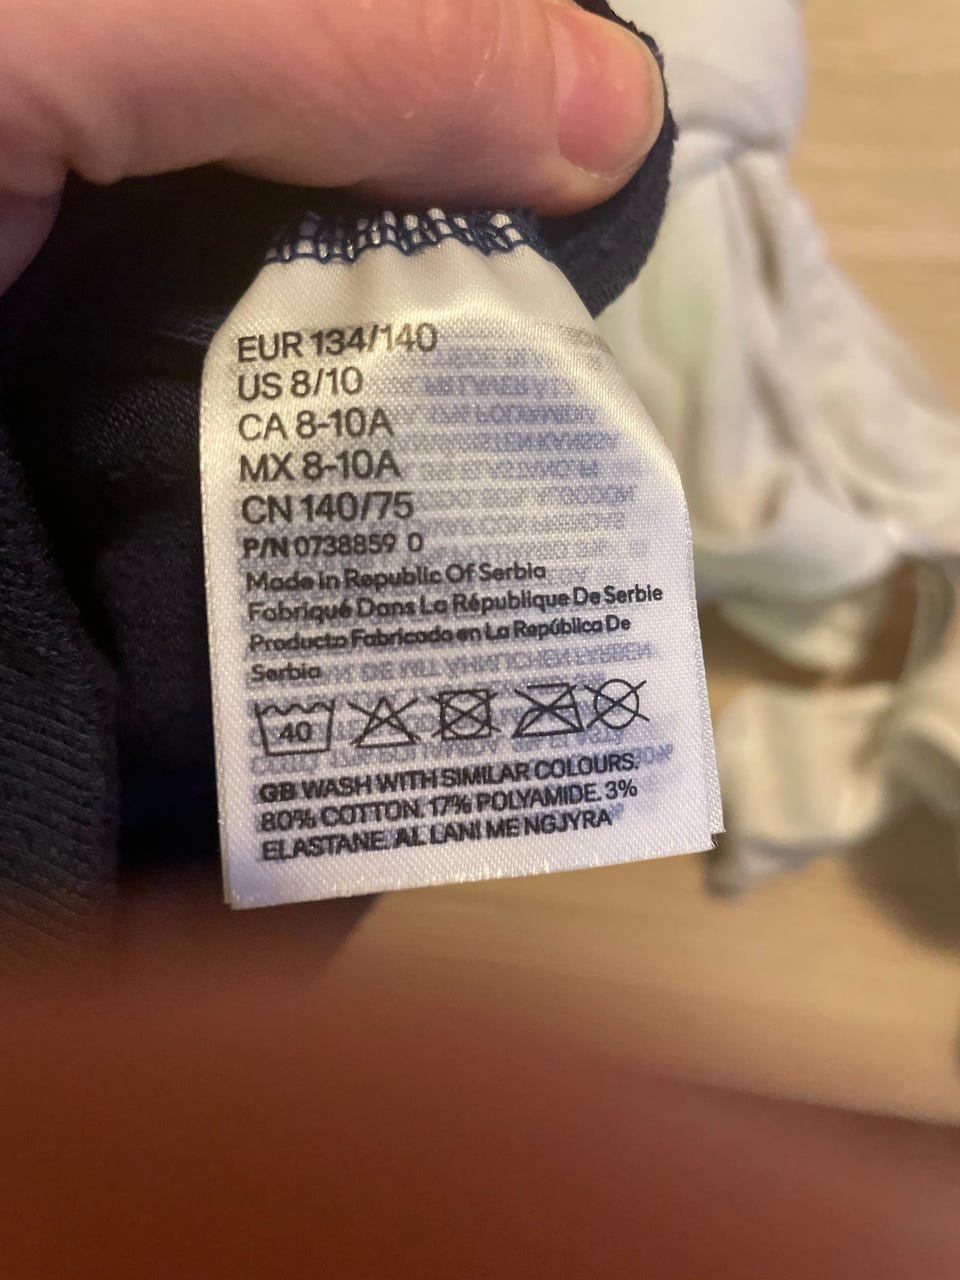 EUR 134/140
US 8/10
CA 8-10A
MX 8-10A
CN 140/75
P/N 0738859 0
Made in Republic Of Serbia
Fabriqué Dans La République De Serbie
Producto Fabricado en La República De
Serbia
40
GB WASH WITH SIMILAR COLOURS.
80% COTTON. 17% POLYAMIDE. 3%
ELASTANE. AL LANI ME NGJYRA